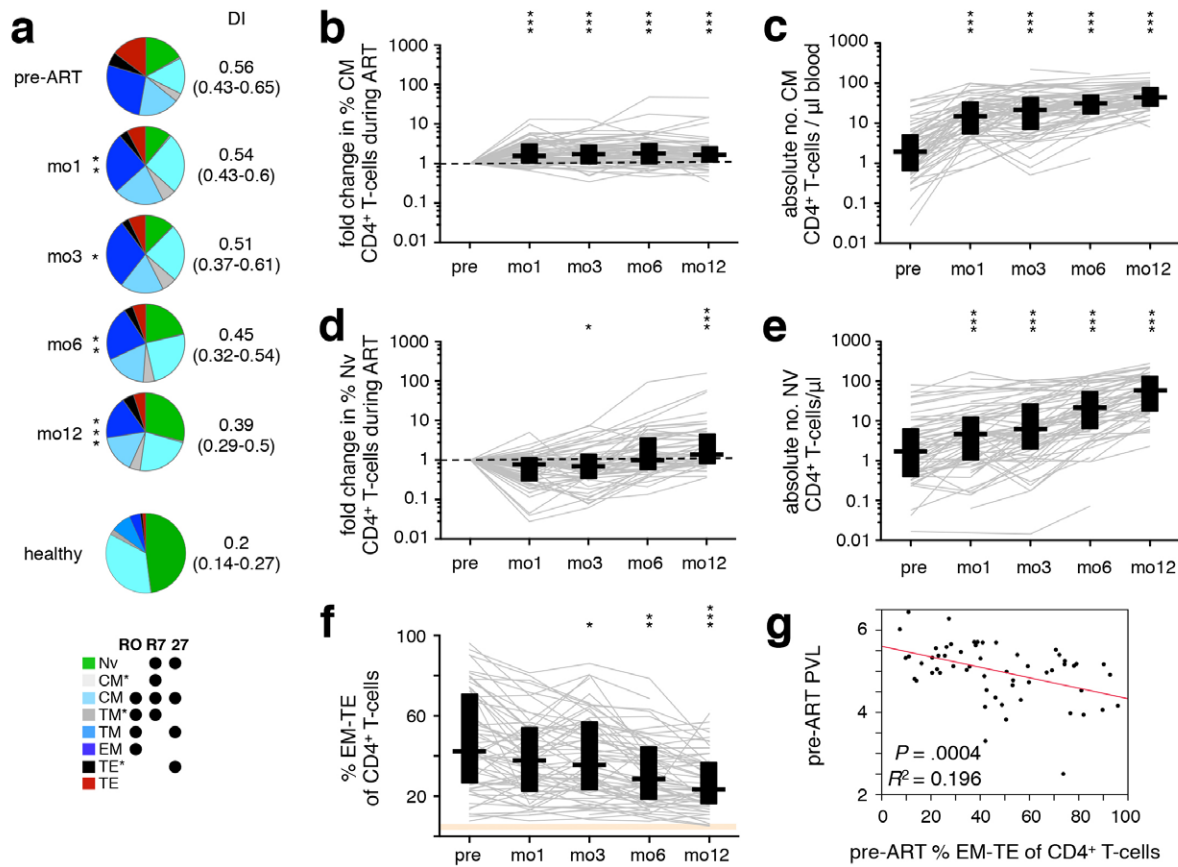 a
DI
pre-ART
0.56
(0.43-0.65)
mo1
**
0.54
(0.43-0.6)
mo3
*
0.51
(0.37-0.61)
mo6
**
0.45
(0.32-0.54)
mo12
***
0.39
(0.29-0.5)
healthy
0.2
(0.14-0.27)
RO R7 27
Nv
CM*
CM
TM*
TM
EM
TE*
TE
b
*** *** *** ***
fold change in % CM
CD4⁺ T-cells during ART
1000
100
10
1
0.1
0.01
pre mo1 mo3 mo6 mo12
c
*** *** *** ***
absolute no. CM
CD4⁺ T-cells / µl blood
1000
100
10
1
0.1
0.01
pre mo1 mo3 mo6 mo12
d
* ***
fold change in % Nv
CD4⁺ T-cells during ART
1000
100
10
1
0.1
0.01
pre mo1 mo3 mo6 mo12
e
*** *** *** ***
absolute no. NV
CD4⁺ T-cells/µl
1000
100
10
1
0.1
0.01
pre mo1 mo3 mo6 mo12
f
* ** ***
% EM-TE
of CD4⁺ T-cells
100
60
20
pre mo1 mo3 mo6 mo12
g
pre-ART PVL
6
4
2
P = .0004
R² = 0.196
0 20 40 60 80 100
pre-ART % EM-TE of CD4⁺ T-cells